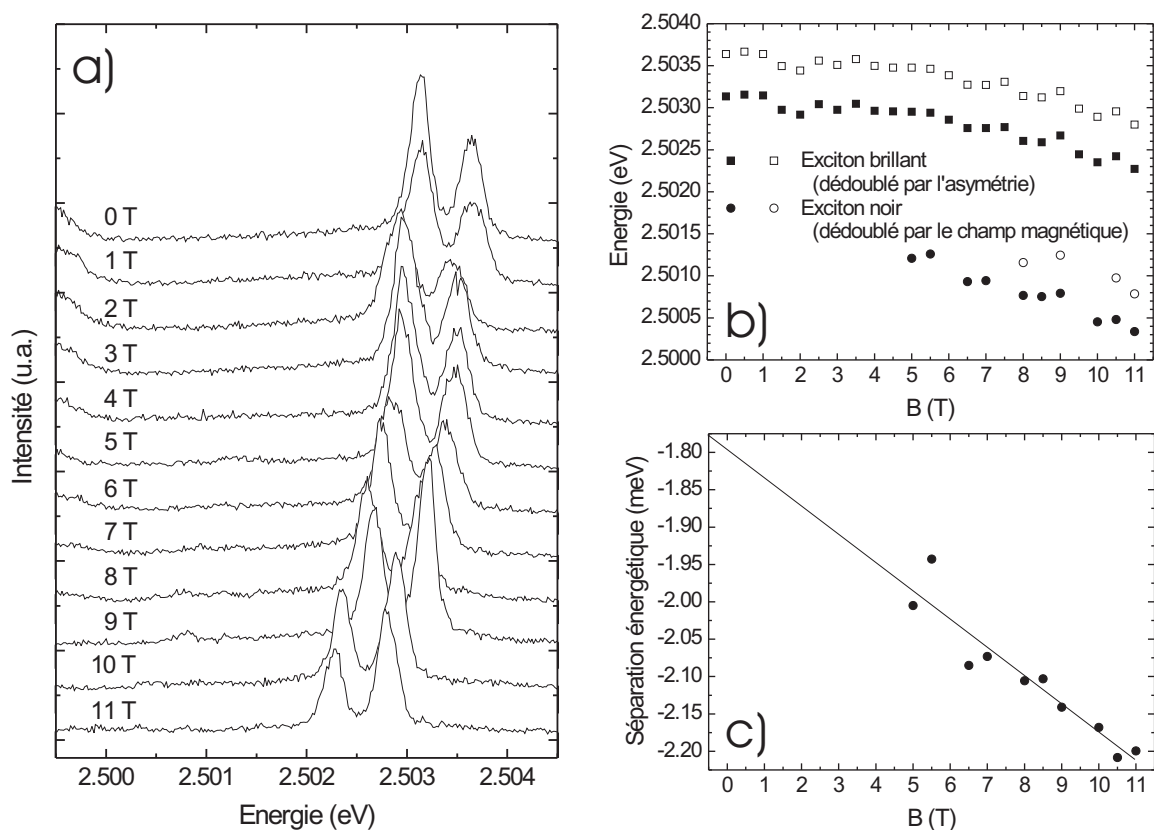 a)
0 T
1 T
2 T
3 T
4 T
5 T
6 T
7 T
8 T
9 T
10 T
11 T
Intensité (u.a.)
2.500 2.501 2.502 2.503 2.504
Energie (eV)
2.5040
2.5035
2.5030
2.5025
2.5020
2.5015
2.5010
2.5005
2.5000
Energie (eV)
Exciton brillant
(dédoublé par l'asymétrie)
Exciton noir
(dédoublé par le champ magnétique)
b)
0 1 2 3 4 5 6 7 8 9 10 11
B (T)
-1.80
-1.85
-1.90
-1.95
-2.00
-2.05
-2.10
-2.15
-2.20
Séparation énergétique (meV)
c)
0 1 2 3 4 5 6 7 8 9 10 11
B (T)